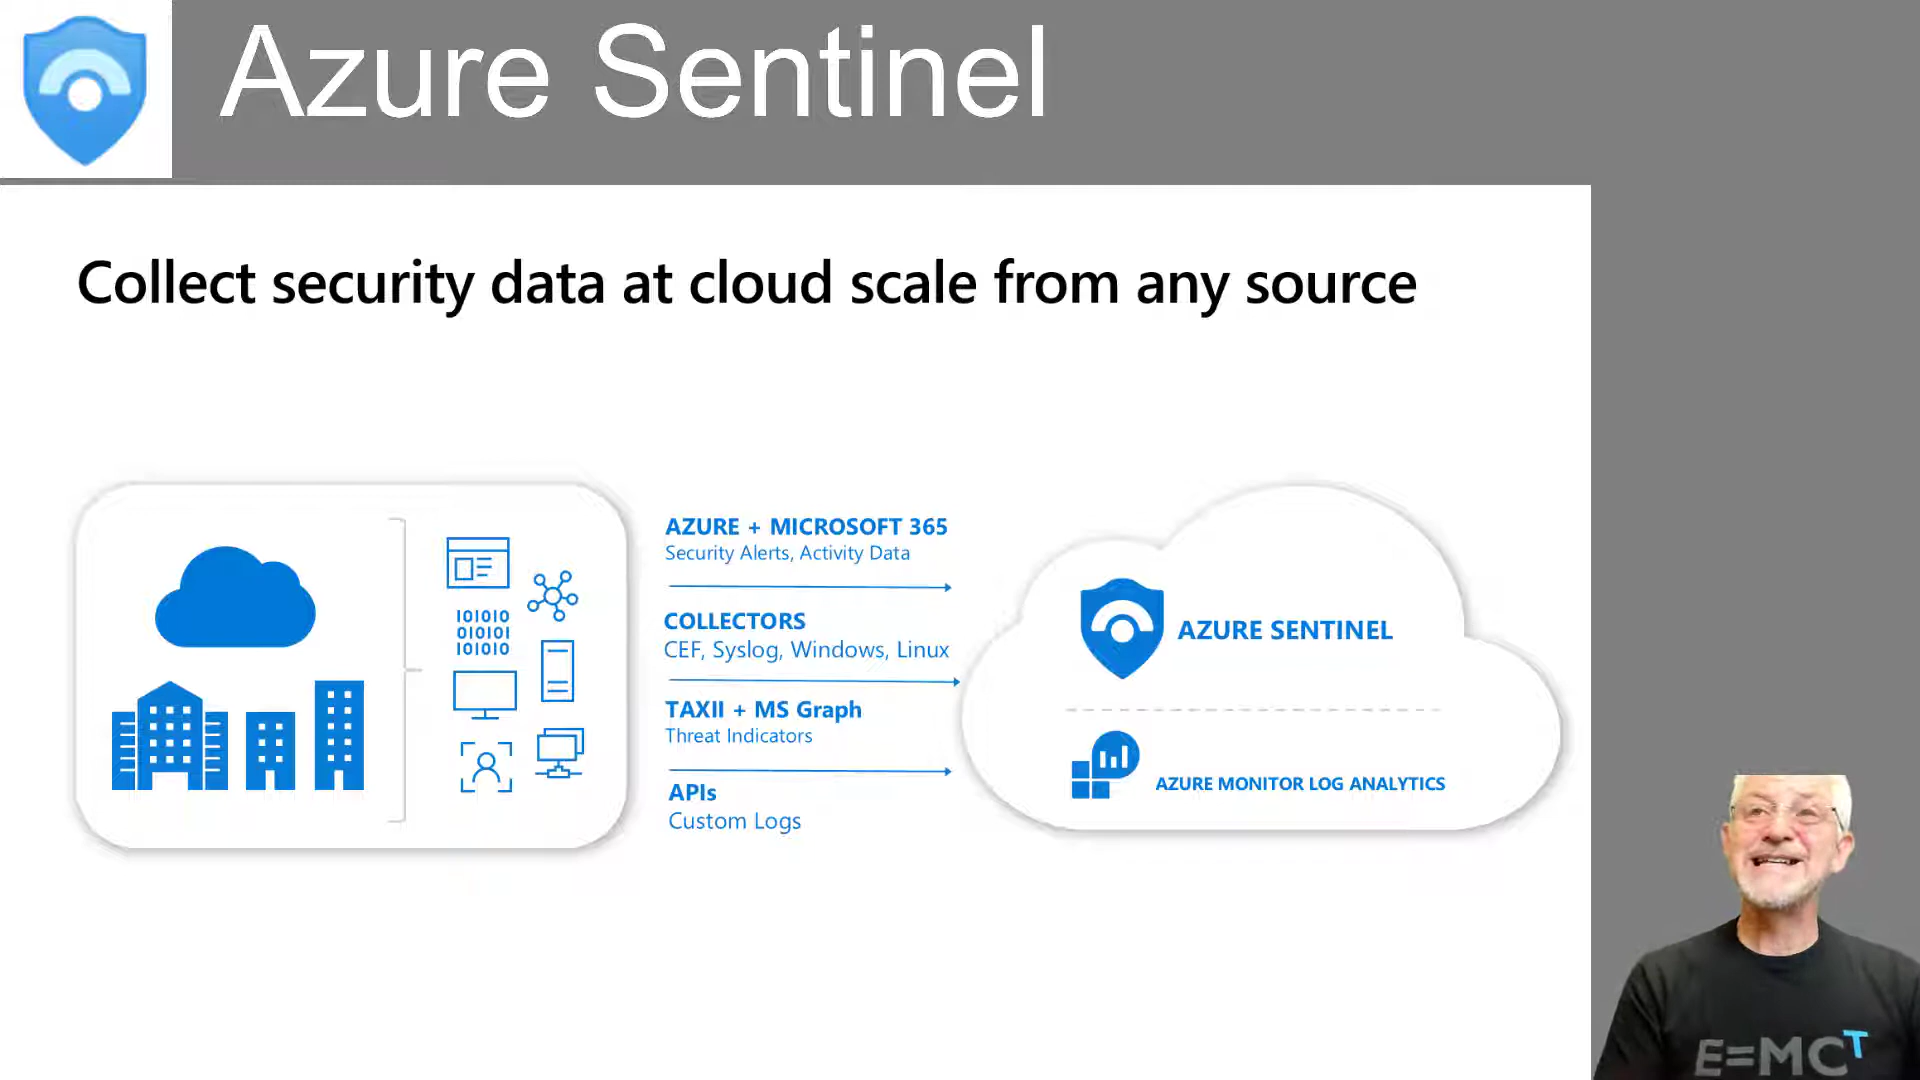 Azure Sentinel
Collect security data at cloud scale from any source
AZURE + MICROSOFT 365
Security Alerts, Activity Data
COLLECTORS
CEF, Syslog, Windows, Linux
TAXII + MS Graph
Threat Indicators
APIs
Custom Logs
101010
010101
101010
AZURE SENTINEL
AZURE MONITOR LOG ANALYTICS
E=MCT